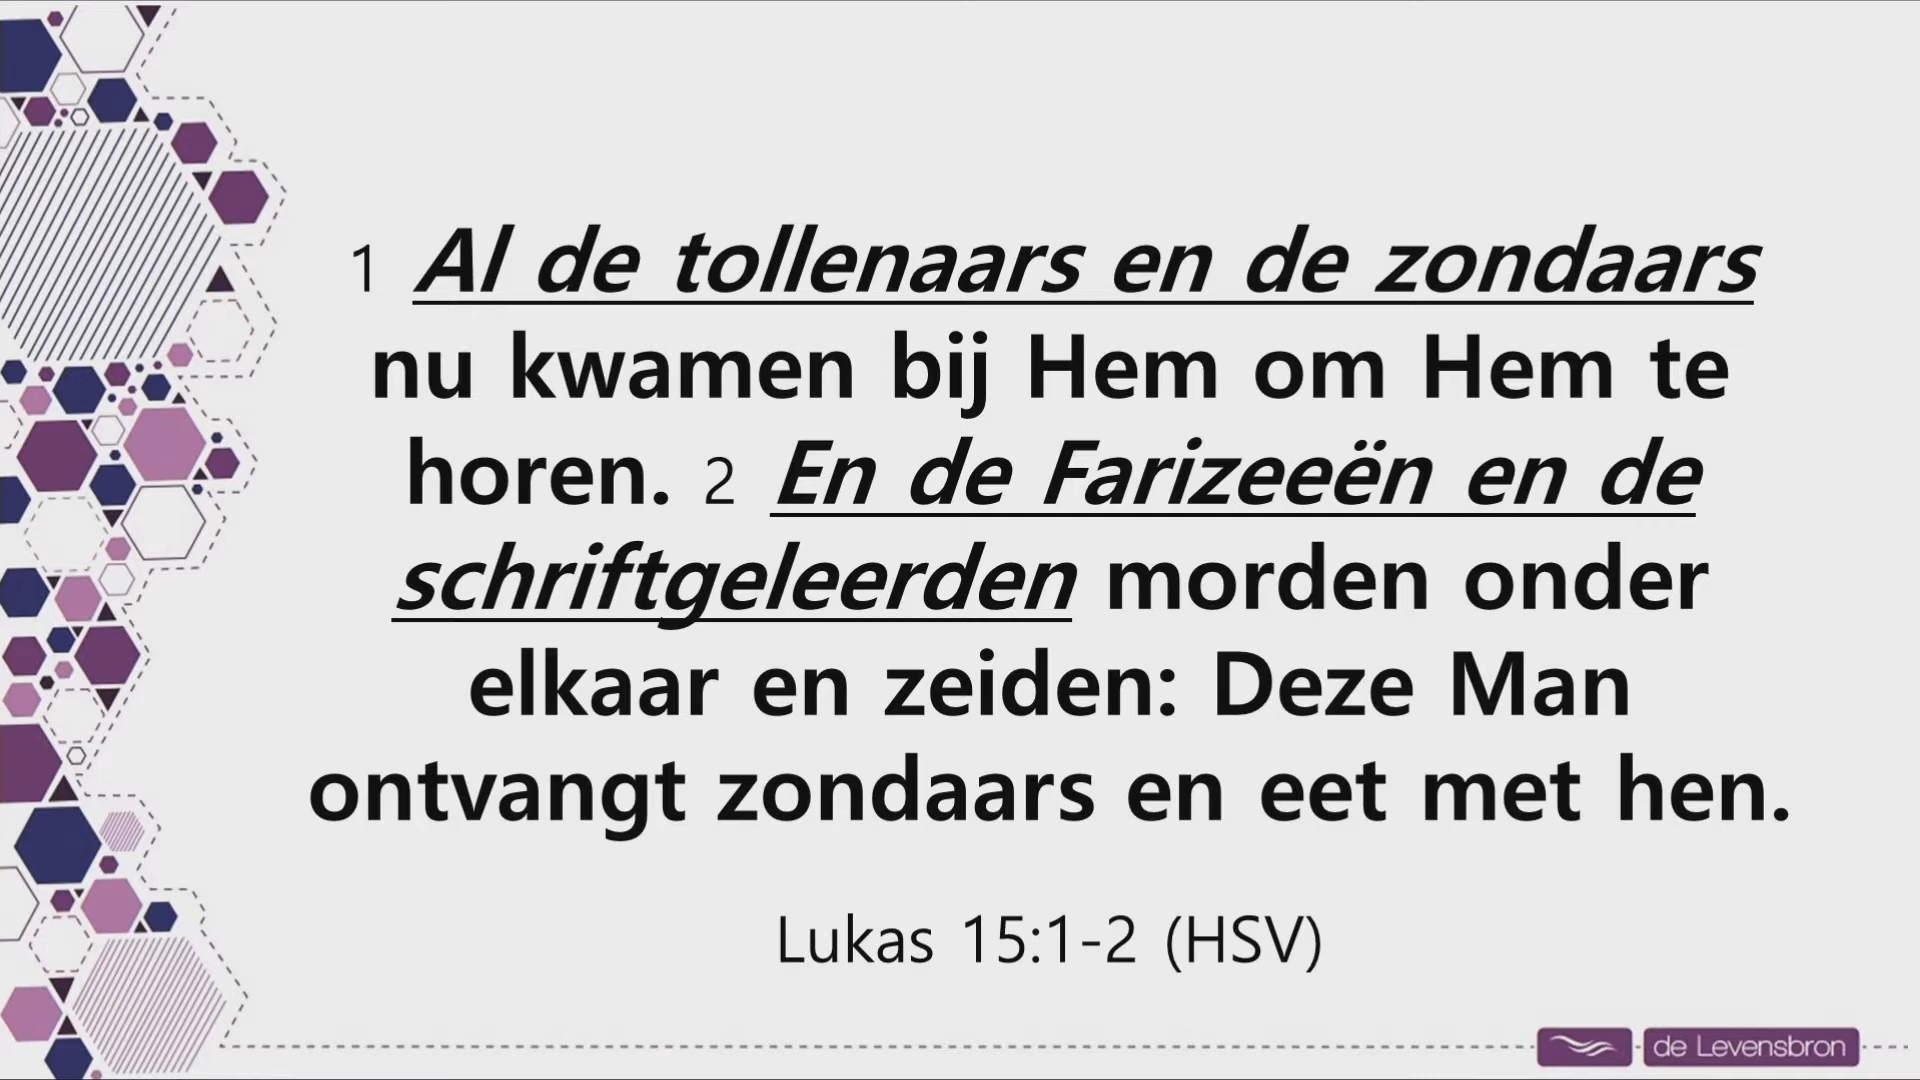 1 Al de tollenaars en de zondaars
nu kwamen bij Hem om Hem te
horen. 2 En de Farizeeën en de
schriftgeleerden morden onder
elkaar en zeiden: Deze Man
ontvangt zondaars en eet met hen.
Lukas 15:1-2 (HSV)
de Levensbron